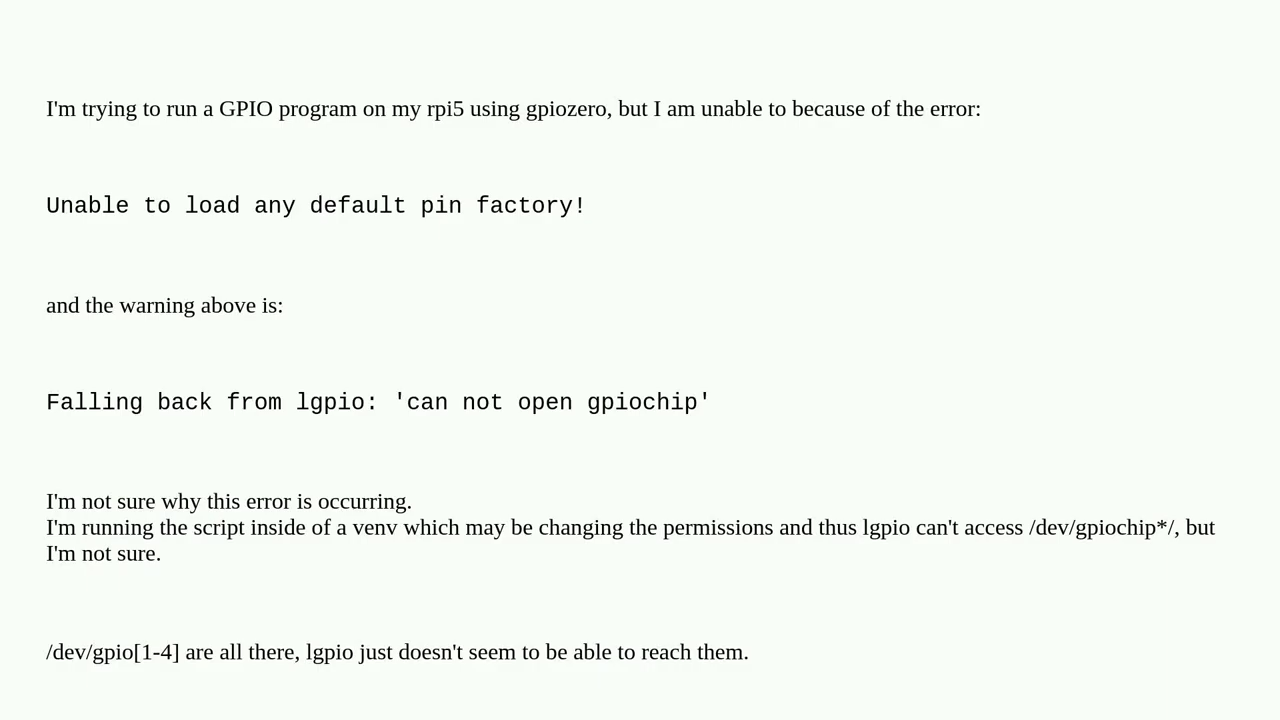 I'm trying to run a GPIO program on my rpi5 using gpiozero, but I am unable to because of the error:
Unable to load any default pin factory!
and the warning above is:
Falling back from lgpio: 'can not open gpiochip'
I'm not sure why this error is occurring.
I'm running the script inside of a venv which may be changing the permissions and thus lgpio can't access /dev/gpiochip*/, but
I'm not sure.
/dev/gpio[1-4] are all there, lgpio just doesn't seem to be able to reach them.